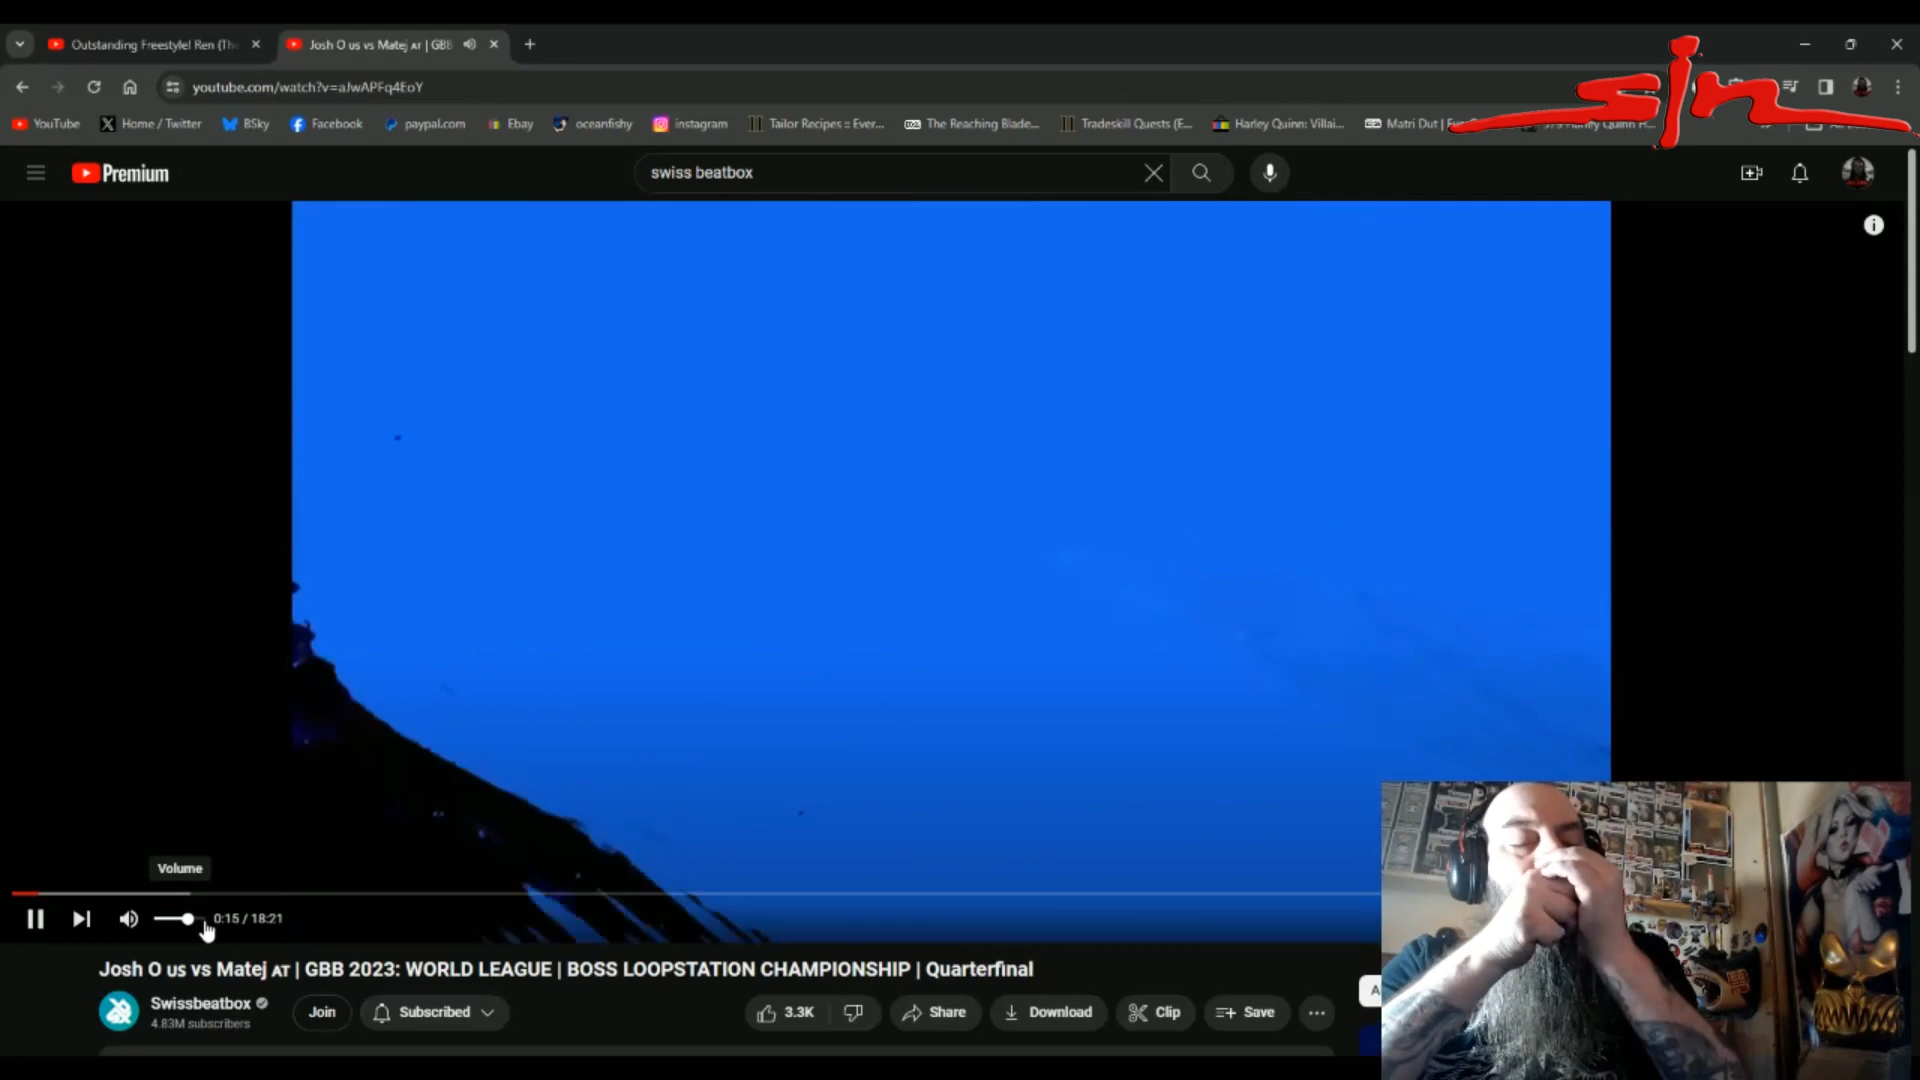 Outstanding Freestyle! Ren (Th
Josh O us vs Matej AT | GBB
youtube.com/watch?v=aJwAPFq4EoY
YouTube
Home / Twitter
BSky
Facebook
paypal.com
Ebay
oceanfishy
instagram
Tailor Recipes :: Ever...
The Reaching Blade...
Tradeskill Quests (E...
Harley Quinn: Villai...
Matri Dut |
sin
Premium
swiss beatbox
Volume
0:15 / 18:21
Josh O us vs Matej AT | GBB 2023: WORLD LEAGUE | BOSS LOOPSTATION CHAMPIONSHIP | Quarterfinal
Swissbeatbox
4.83M subscribers
Join
Subscribed
3.3K
Share
Download
Clip
Save